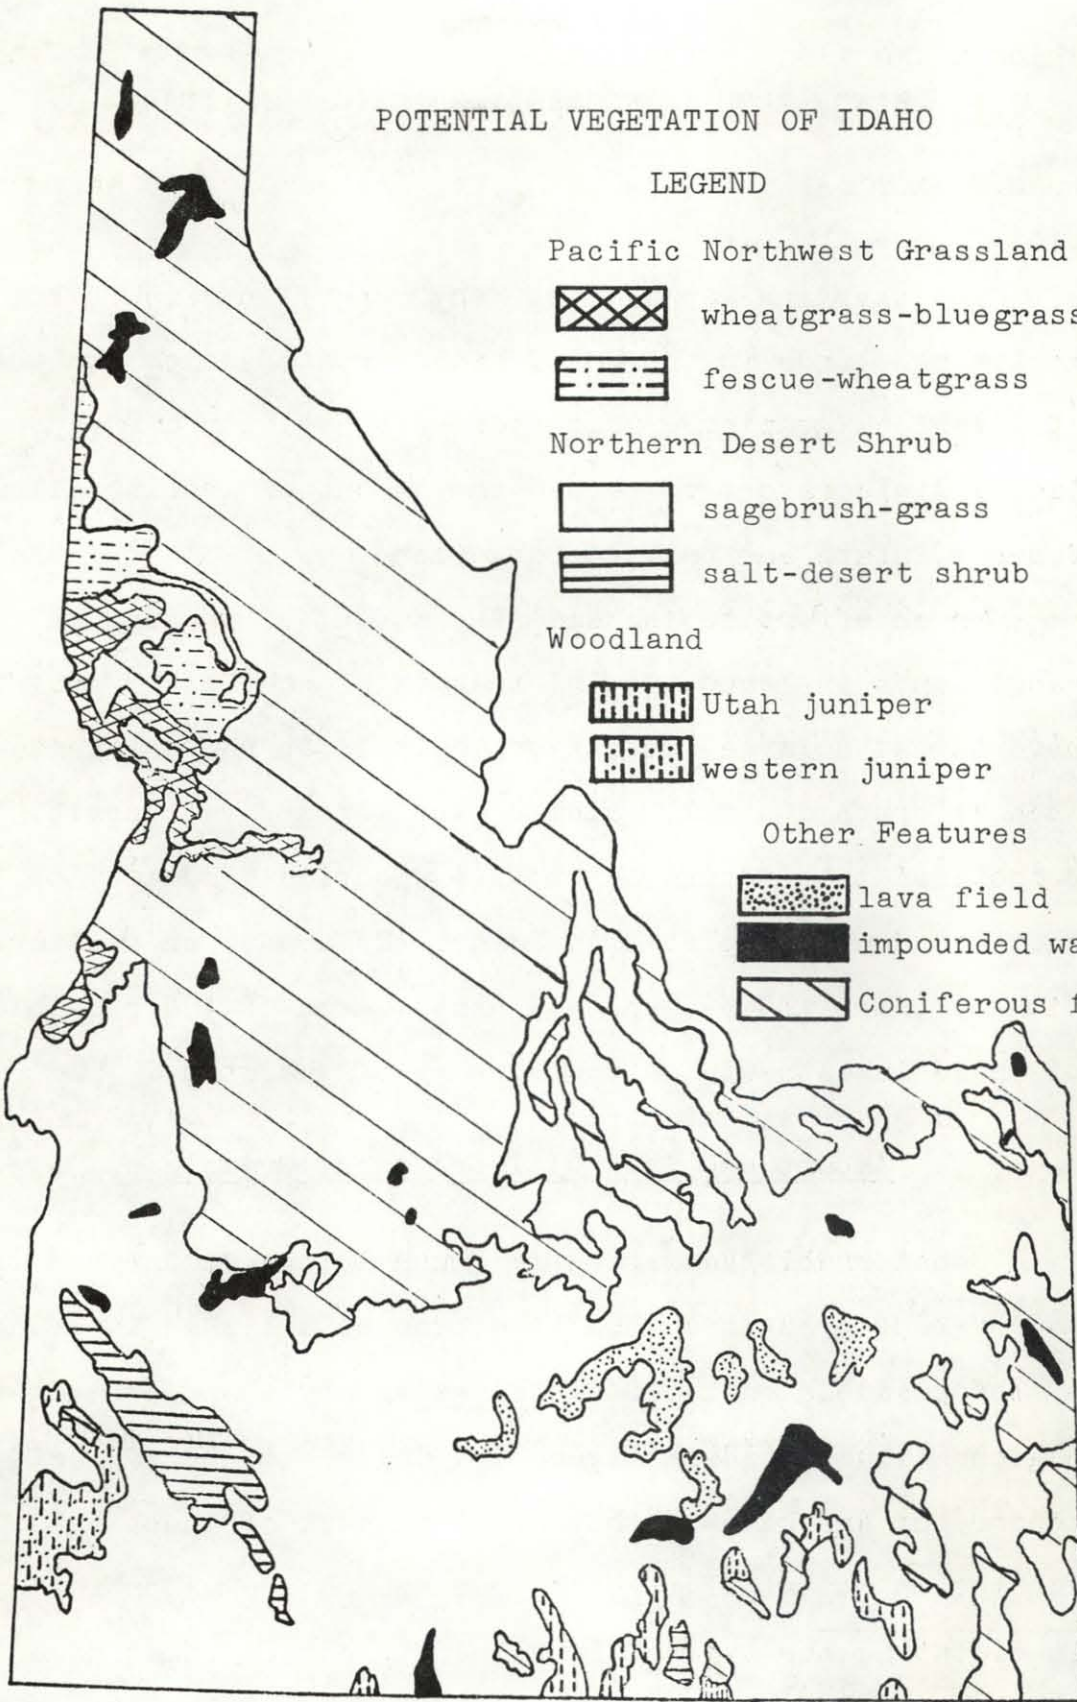 POTENTIAL VEGETATION OF IDAHO
LEGEND
Pacific Northwest Grassland
wheatgrass-bluegrass
fescue-wheatgrass
Northern Desert Shrub
sagebrush-grass
salt-desert shrub
Woodland
Utah juniper
western juniper
Other Features
lava field
impounded wa
Coniferous f